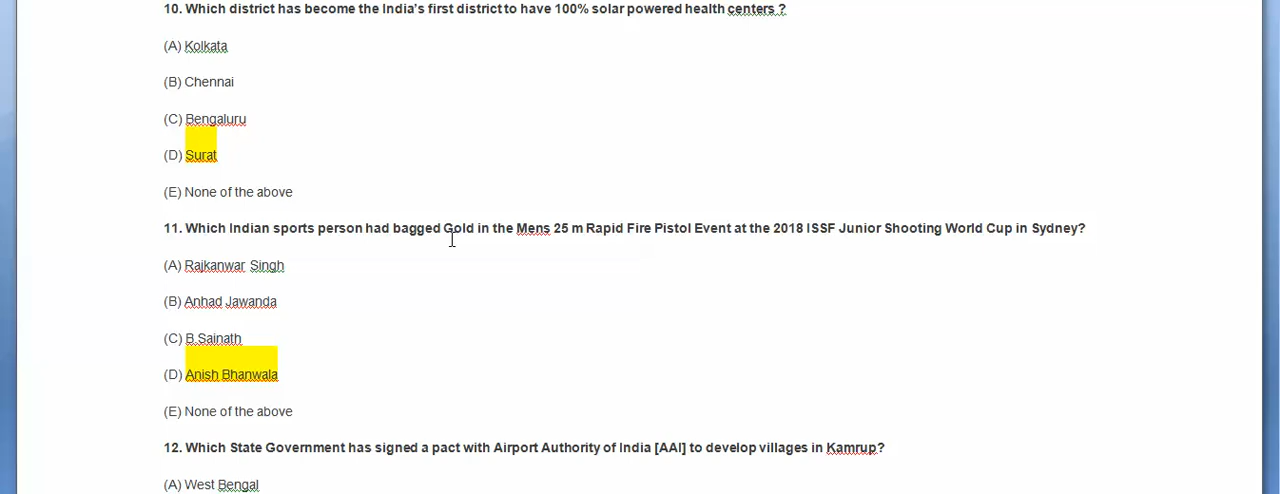 10. Which district has become the India's first district to have 100% solar powered health centers ?
(A) Kolkata
(B) Chennai
(C) Bengaluru
(D) Surat
(E) None of the above
11. Which Indian sports person had bagged Gold in the Mens 25 m Rapid Fire Pistol Event at the 2018 ISSF Junior Shooting World Cup in Sydney?
(A) Rajkanwar Singh
(B) Anhad Jawanda
(C) B.Sainath
(D) Anish Bhanwala
(E) None of the above
12. Which State Government has signed a pact with Airport Authority of India [AAI] to develop villages in Kamrup?
(A) West Bengal